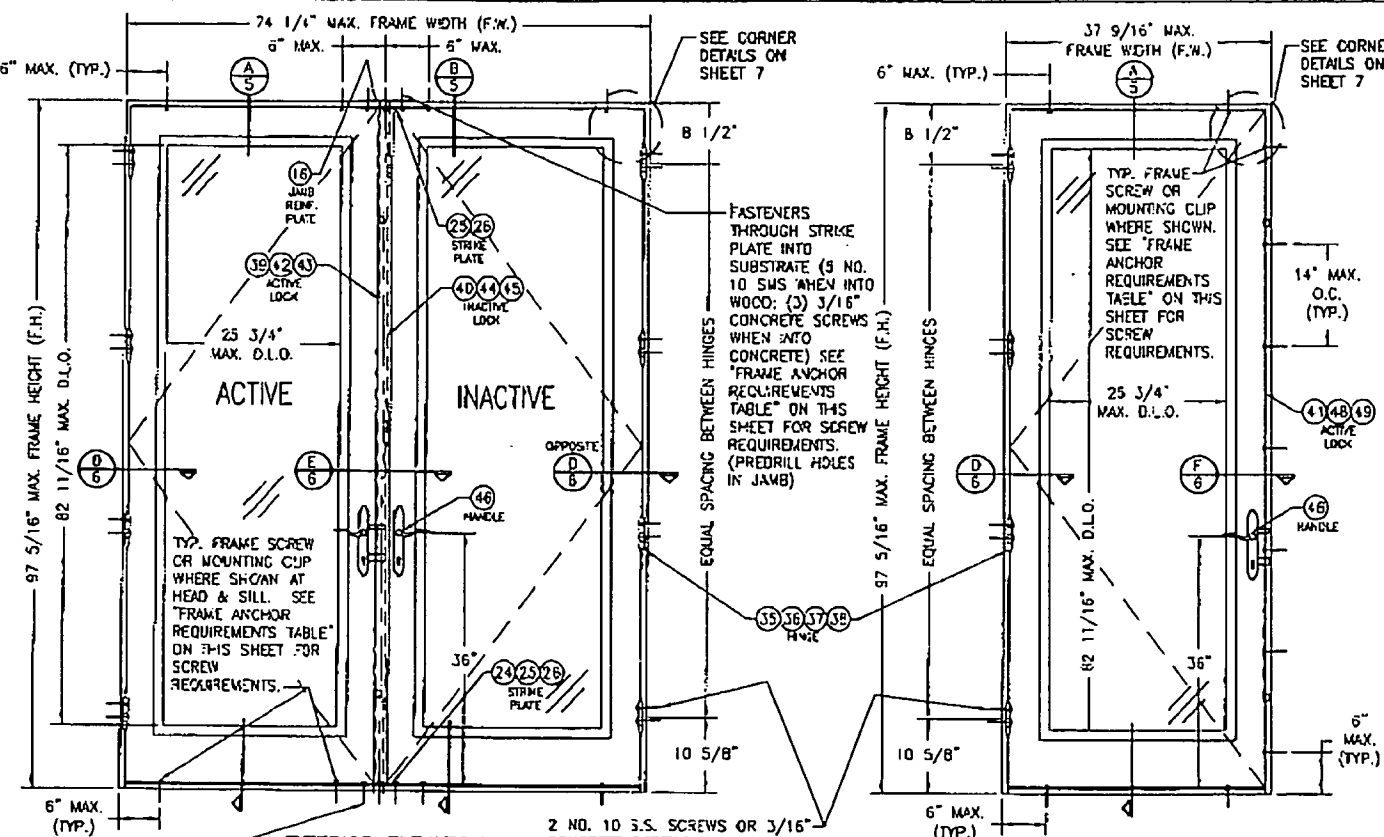 74 1/4" MAX. FRAME WIDTH (F.W.)
6" MAX.
6" MAX.
6" MAX. (TYP.)
A
5
B
5
SEE CORNER
DETAILS ON
SHEET 7
8 1/2"
16
JAMB
REINF.
PLATE
25 26
STRIKE
PLATE
39 42 43
ACTIVE
LOCK
40 44 45
INACTIVE
LOCK
25 3/4"
MAX. D.L.O.
ACTIVE
INACTIVE
97 5/16" MAX. FRAME HEIGHT (F.H.)
82 11/16" MAX. D.L.O.
D
6
E
6
OPPOSITE
D
6
46
HANDLE
TYP. FRAME SCREW
OR MOUNTING CLIP
WHERE SHOWN AT
HEAD & SILL. SEE
"FRAME ANCHOR
REQUIREMENTS TABLE"
ON THIS SHEET FOR
SCREW
REQUIREMENTS.
36"
24 25 26
STRIKE
PLATE
6" MAX.
(TYP.)
10 5/8"
EQUAL SPACING BETWEEN HINGES
FASTENERS
THROUGH STRIKE
PLATE INTO
SUBSTRATE (5 NO.
10 SMS WHEN INTO
WOOD; (3) 3/16"
CONCRETE SCREWS
WHEN INTO
CONCRETE) SEE
"FRAME ANCHOR
REQUIREMENTS
TABLE" ON THIS
SHEET FOR SCREW
REQUIREMENTS.
(PREDRILL HOLES
IN JAMB)
35 36 37 38
HINGE
2 NO. 10 S.S. SCREWS OR 3/16"
37 9/16" MAX.
FRAME WIDTH (F.W.)
6" MAX. (TYP.)
A
5
SEE CORNE
DETAILS ON
SHEET 7
8 1/2"
97 5/16" MAX. FRAME HEIGHT (F.H.)
EQUAL SPACING BETWEEN HINGES
TYP. FRAME
SCREW OR
MOUNTING CLIP
WHERE SHOWN.
SEE "FRAME
ANCHOR
REQUIREMENTS
TABLE" ON THIS
SHEET FOR
SCREW
REQUIREMENTS.
14" MAX.
O.C.
(TYP.)
25 3/4"
MAX. D.L.O.
41 48 49
ACTIVE
LOCK
D
6
F
6
46
HANDLE
82 11/16" MAX. D.L.O.
36"
10 5/8"
6" MAX.
(TYP.)
6"
MAX.
(TYP.)